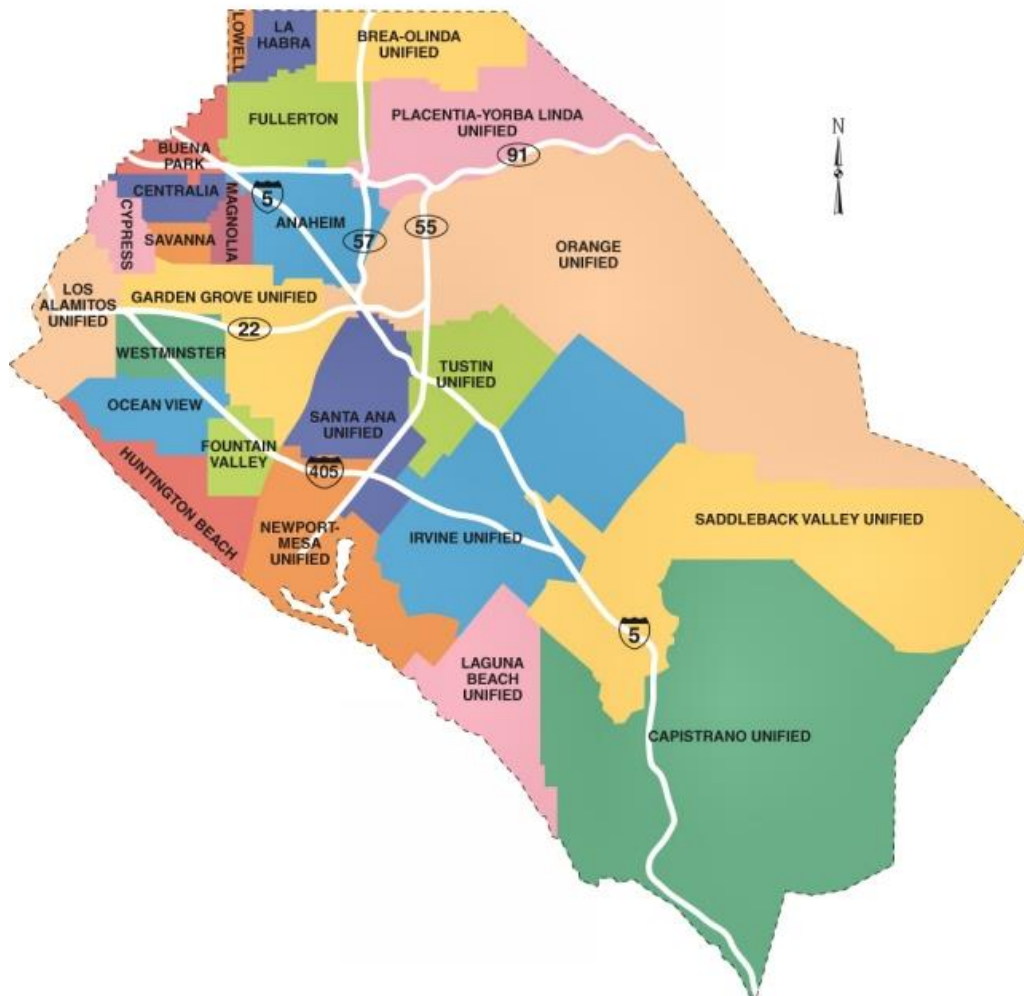 LOWELL
LA
HABRA
BREA-OLINDA
UNIFIED
FULLERTON
PLACENTIA-YORBA LINDA
UNIFIED
N
BUENA
PARK
91
CENTRALIA
MAGNOLIA
5
CYPRESS
ANAHEIM
55
57
SAVANNA
ORANGE
UNIFIED
LOS
ALAMITOS
UNIFIED
GARDEN GROVE UNIFIED
22
WESTMINSTER
TUSTIN
UNIFIED
OCEAN VIEW
SANTA ANA
UNIFIED
FOUNTAIN
VALLEY
405
HUNTINGTON BEACH
SADDLEBACK VALLEY UNIFIED
NEWPORT-
MESA
UNIFIED
IRVINE UNIFIED
5
LAGUNA
BEACH
UNIFIED
CAPISTRANO UNIFIED